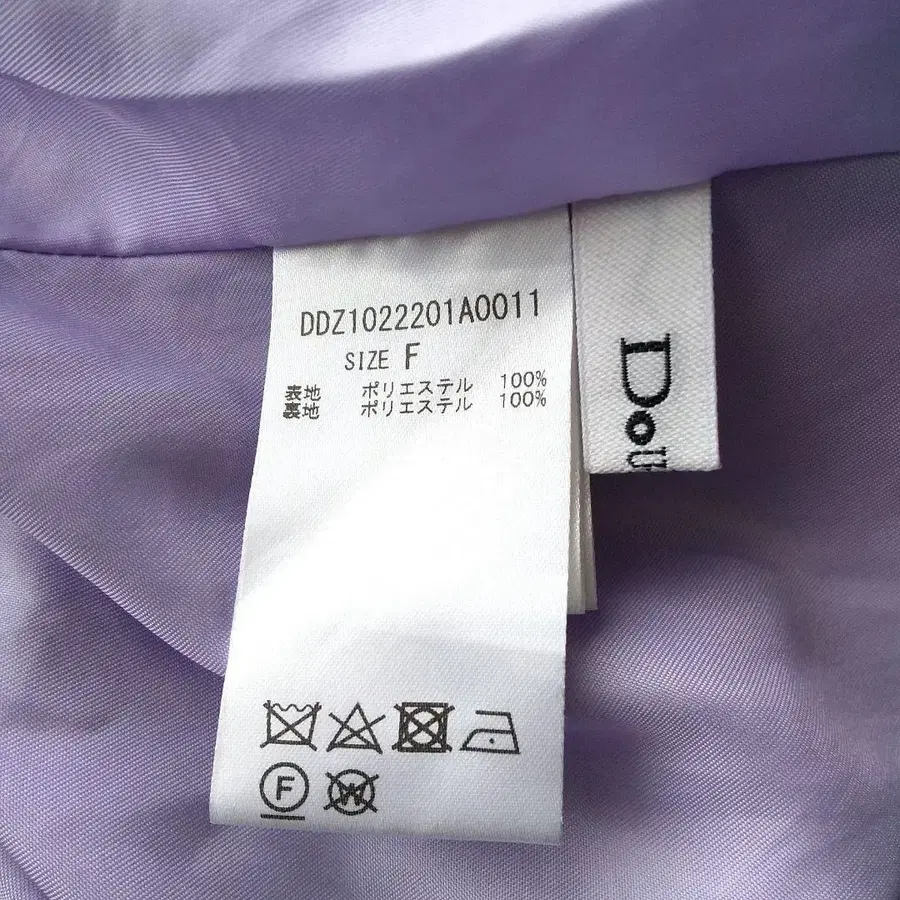 DDZ1022201A0011
SIZE F
表地 ポリエステル 100%
裏地 ポリエステル 100%
F
W
Dou